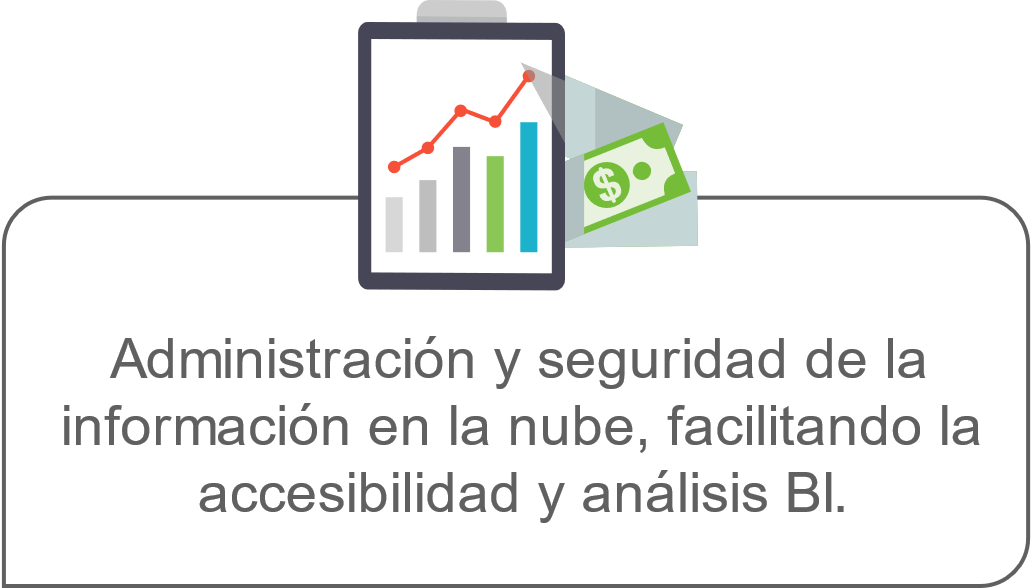 $
Administración y seguridad de la
información en la nube, facilitando la
accesibilidad y análisis BI.